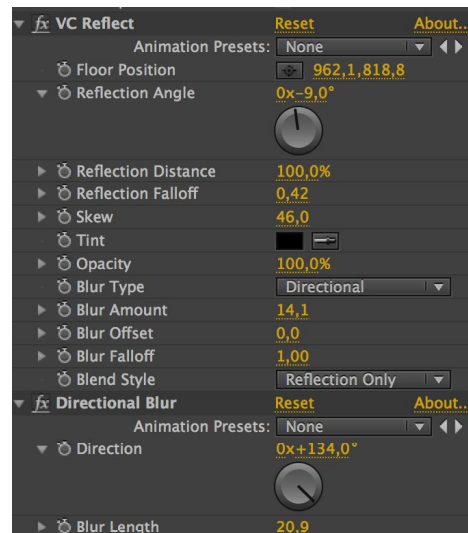 fx VC Reflect Reset About..
Animation Presets: None
Floor Position 962,1,818,8
Reflection Angle 0x-9,0°
Reflection Distance 100,0%
Reflection Falloff 0,42
Skew 46,0
Tint
Opacity 100,0%
Blur Type Directional
Blur Amount 14,1
Blur Offset 0,0
Blur Falloff 1,00
Blend Style Reflection Only
fx Directional Blur Reset About..
Animation Presets: None
Direction 0x+134,0°
Blur Length 20,9